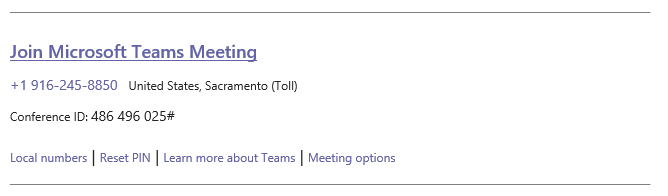 Join Microsoft Teams Meeting
+1 916-245-8850 United States, Sacramento (Toll)
Conference ID: 486 496 025#
Local numbers | Reset PIN | Learn more about Teams | Meeting options